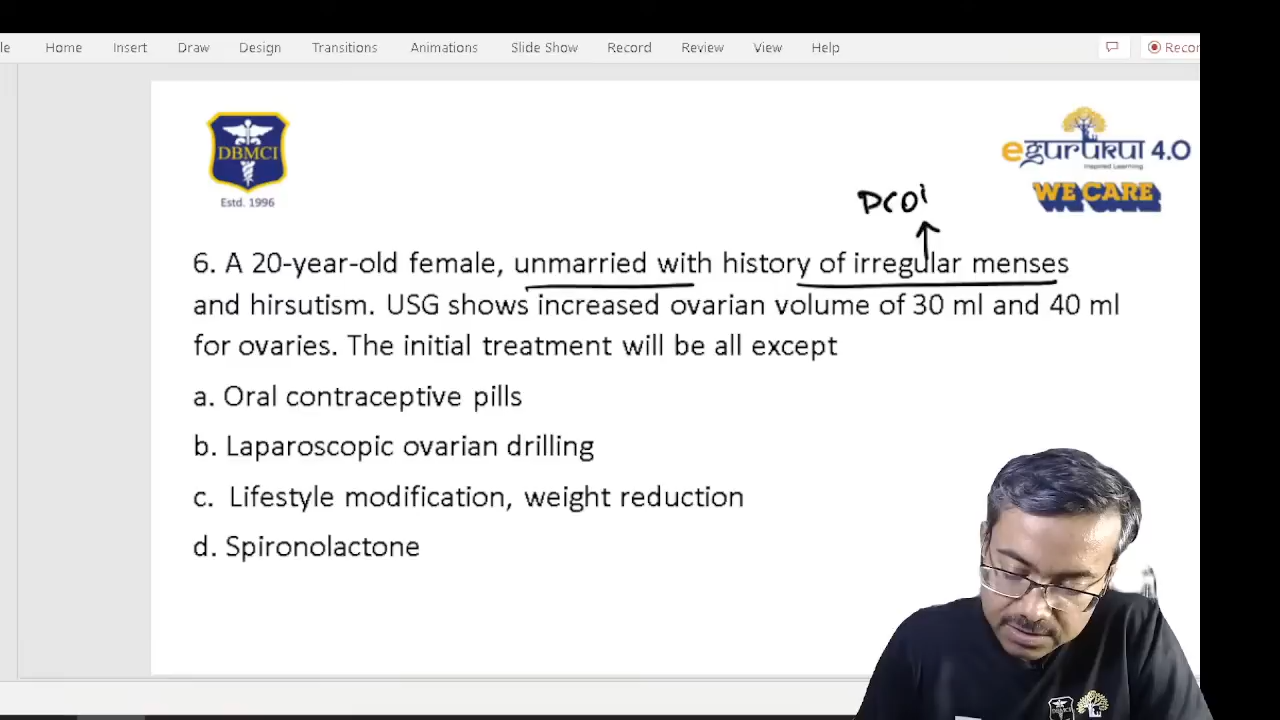 Home Insert Draw Design Transitions Animations Slide Show Record Review View Help
DBMCI
Estd. 1996
egurukul 4.0
Inspired Learning
WE CARE
PCO
6. A 20-year-old female, unmarried with history of irregular menses
and hirsutism. USG shows increased ovarian volume of 30 ml and 40 ml
for ovaries. The initial treatment will be all except
a. Oral contraceptive pills
b. Laparoscopic ovarian drilling
c. Lifestyle modification, weight reduction
d. Spironolactone